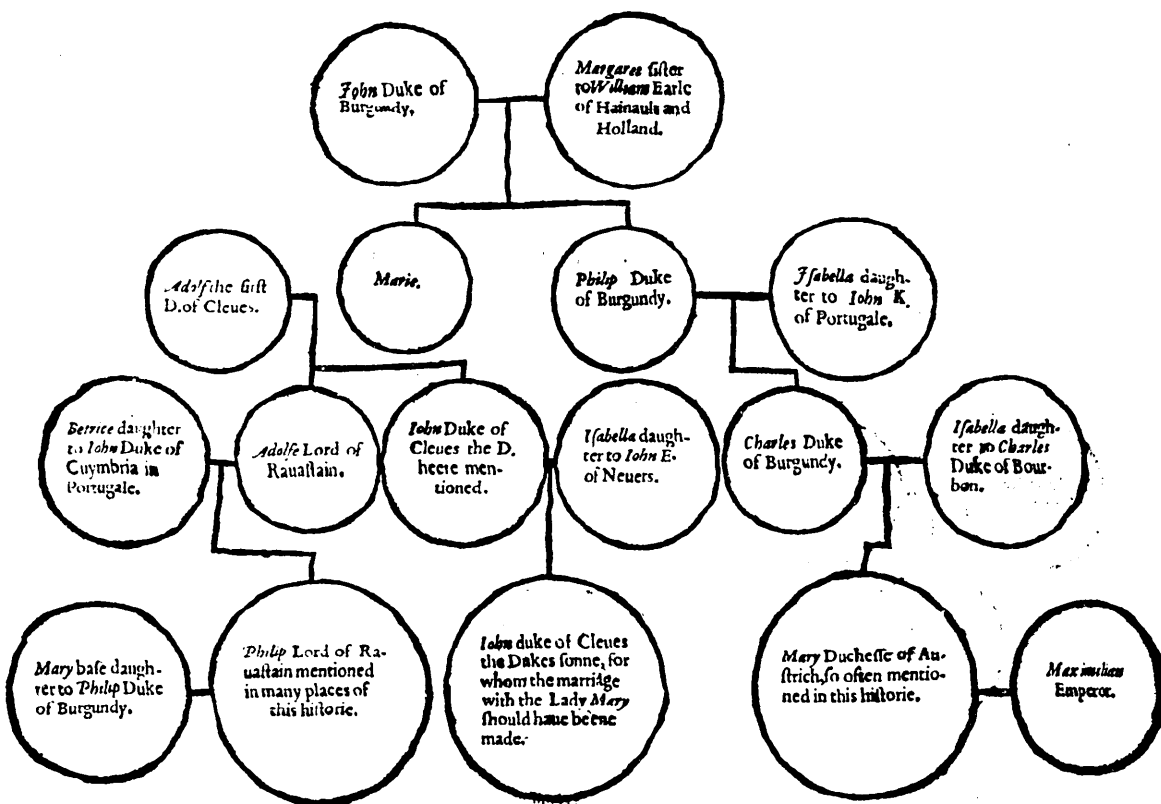 John Duke of
Burgundy.
Margaret sister
to William Earle
of Hainault and
Holland.
Adolf the first
D. of Cleues.
Marie.
Philip Duke
of Burgundy.
Isabella daugh-
ter to Iohn K.
of Portugale.
Betrice daughter
to Iohn Duke of
Cuymbria in
Portugale.
Adolfe Lord of
Rauastain.
Iohn Duke of
Cleues the D.
heere men-
tioned.
Isabella daugh-
ter to Iohn E.
of Neuers.
Charles Duke
of Burgundy.
Isabella daugh-
ter to Charles
Duke of Bour-
bon.
Mary base daugh-
ter to Philip Duke
of Burgundy.
Philip Lord of Ra-
uastain mentioned
in many places of
this historie.
Iohn duke of Cleues
the Dukes sonne, for
whom the marriage
with the Lady Mary
should haue beene
made.
Mary Duchesse of Au-
strich, so often mentio-
ned in this historie.
Maximilian
Emperor.